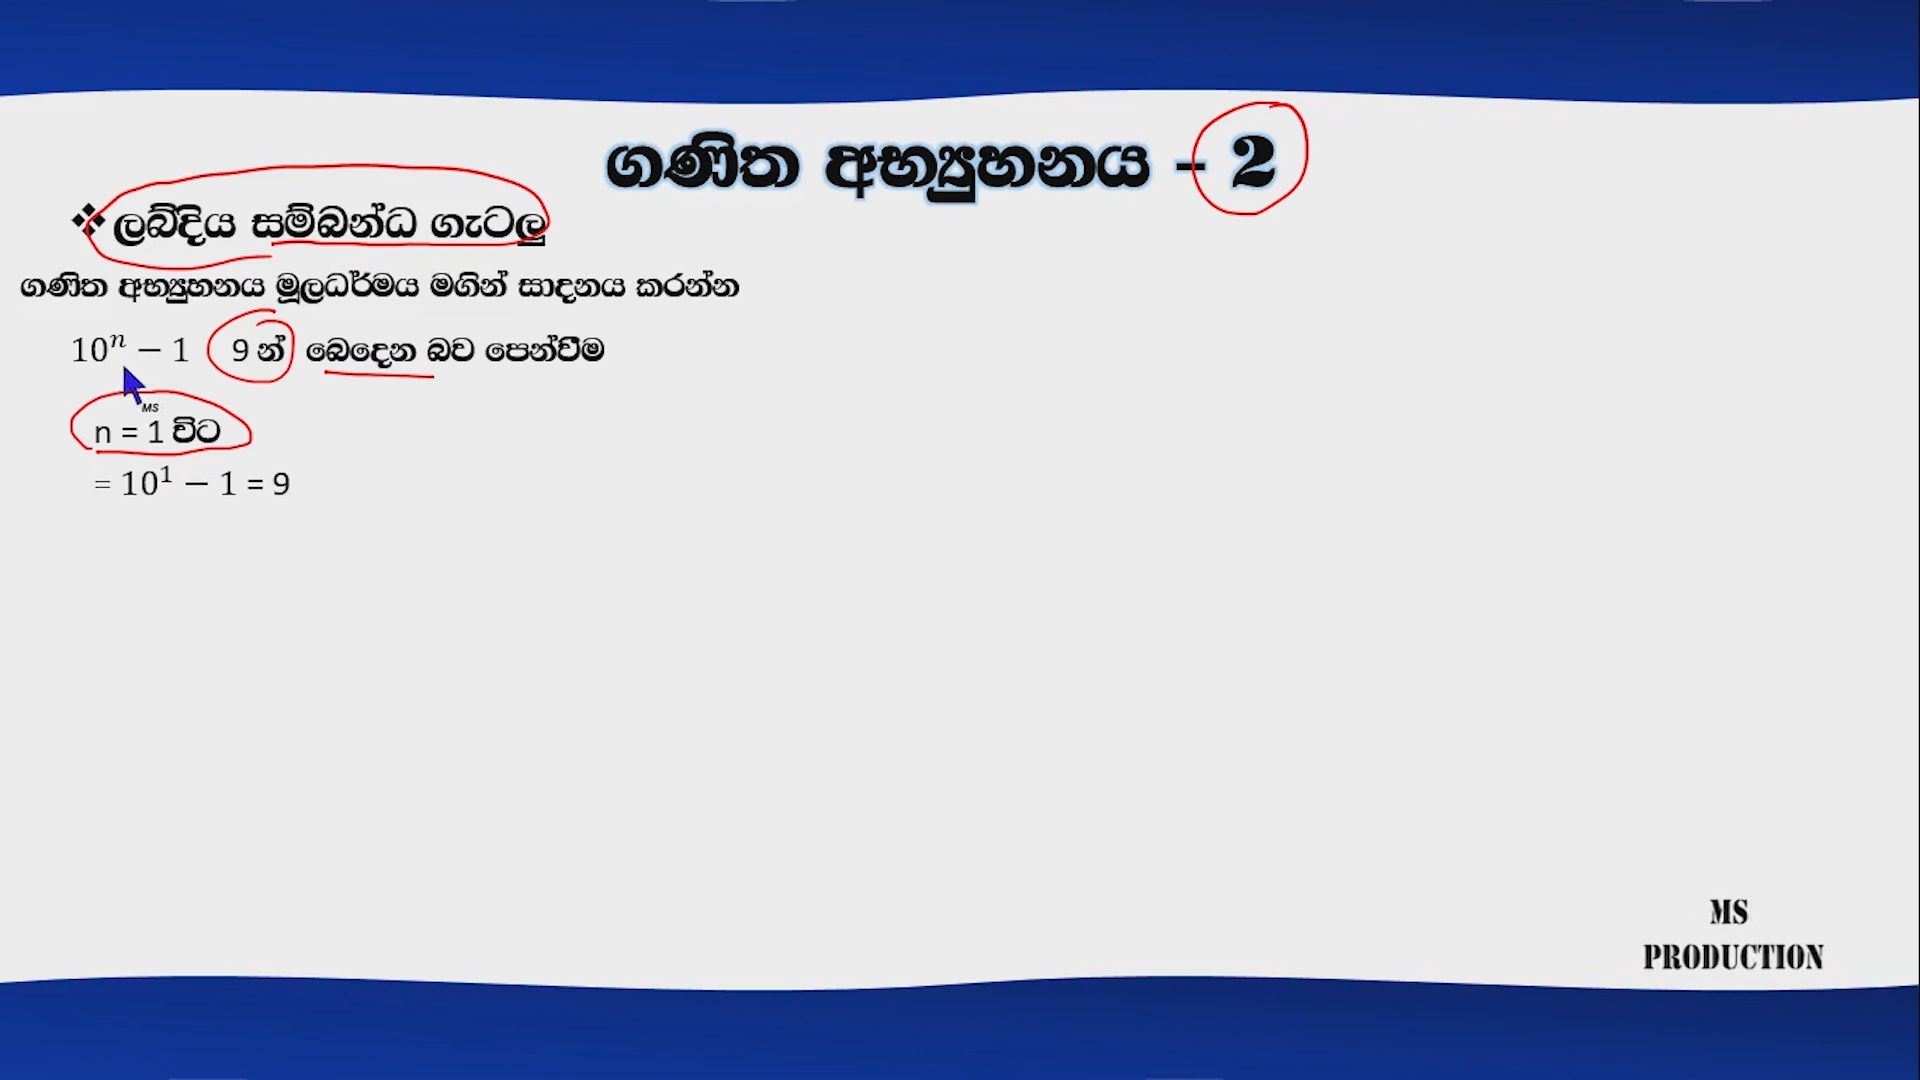 ගණිත අභ්‍යුහනය - 2
❖ ලබ්දිය සම්බන්ධ ගැටලු
ගණිත අභ්‍යුහනය මූලධර්මය මගින් සාදනය කරන්න
10ⁿ − 1 9 න් බෙදෙන බව පෙන්වීම
MS
n = 1 විට
= 10¹ − 1 = 9
MS
PRODUCTION